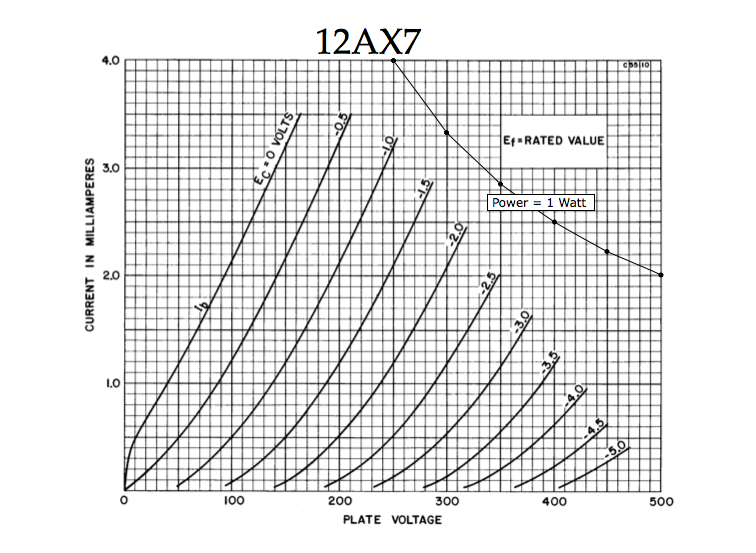 12AX7
4.0
3.0
2.0
1.0
0
CURRENT IN MILLIAMPERES
EC = 0 VOLTS
-0.5
-1.0
-1.5
-2.0
-2.5
-3.0
-3.5
-4.0
-4.5
-5.0
Ib
Ef = RATED VALUE
Power = 1 Watt
0 100 200 300 400 500
PLATE VOLTAGE